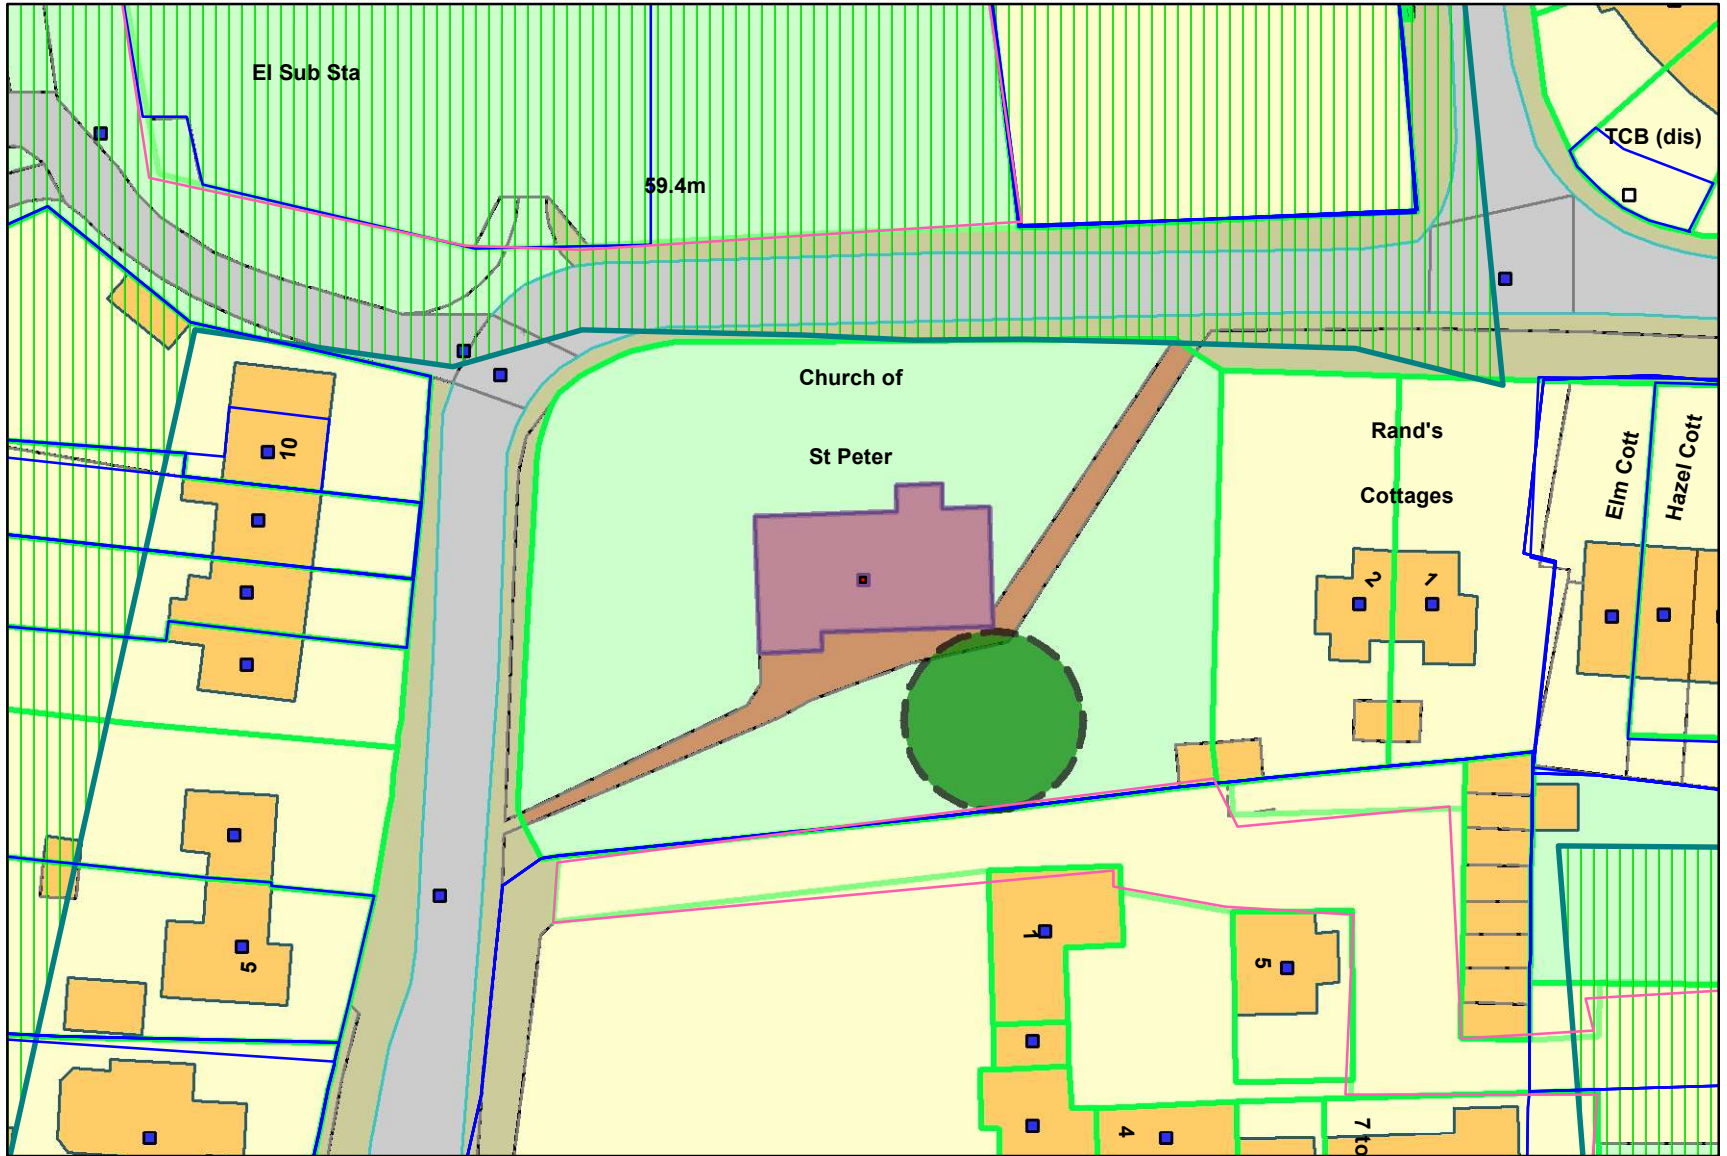 El Sub Sta
TCB (dis)
59.4m
Church of
St Peter
Rand's
Cottages
Elm Cott
Hazel Cott
10
2
1
1
5
5
4
7 to